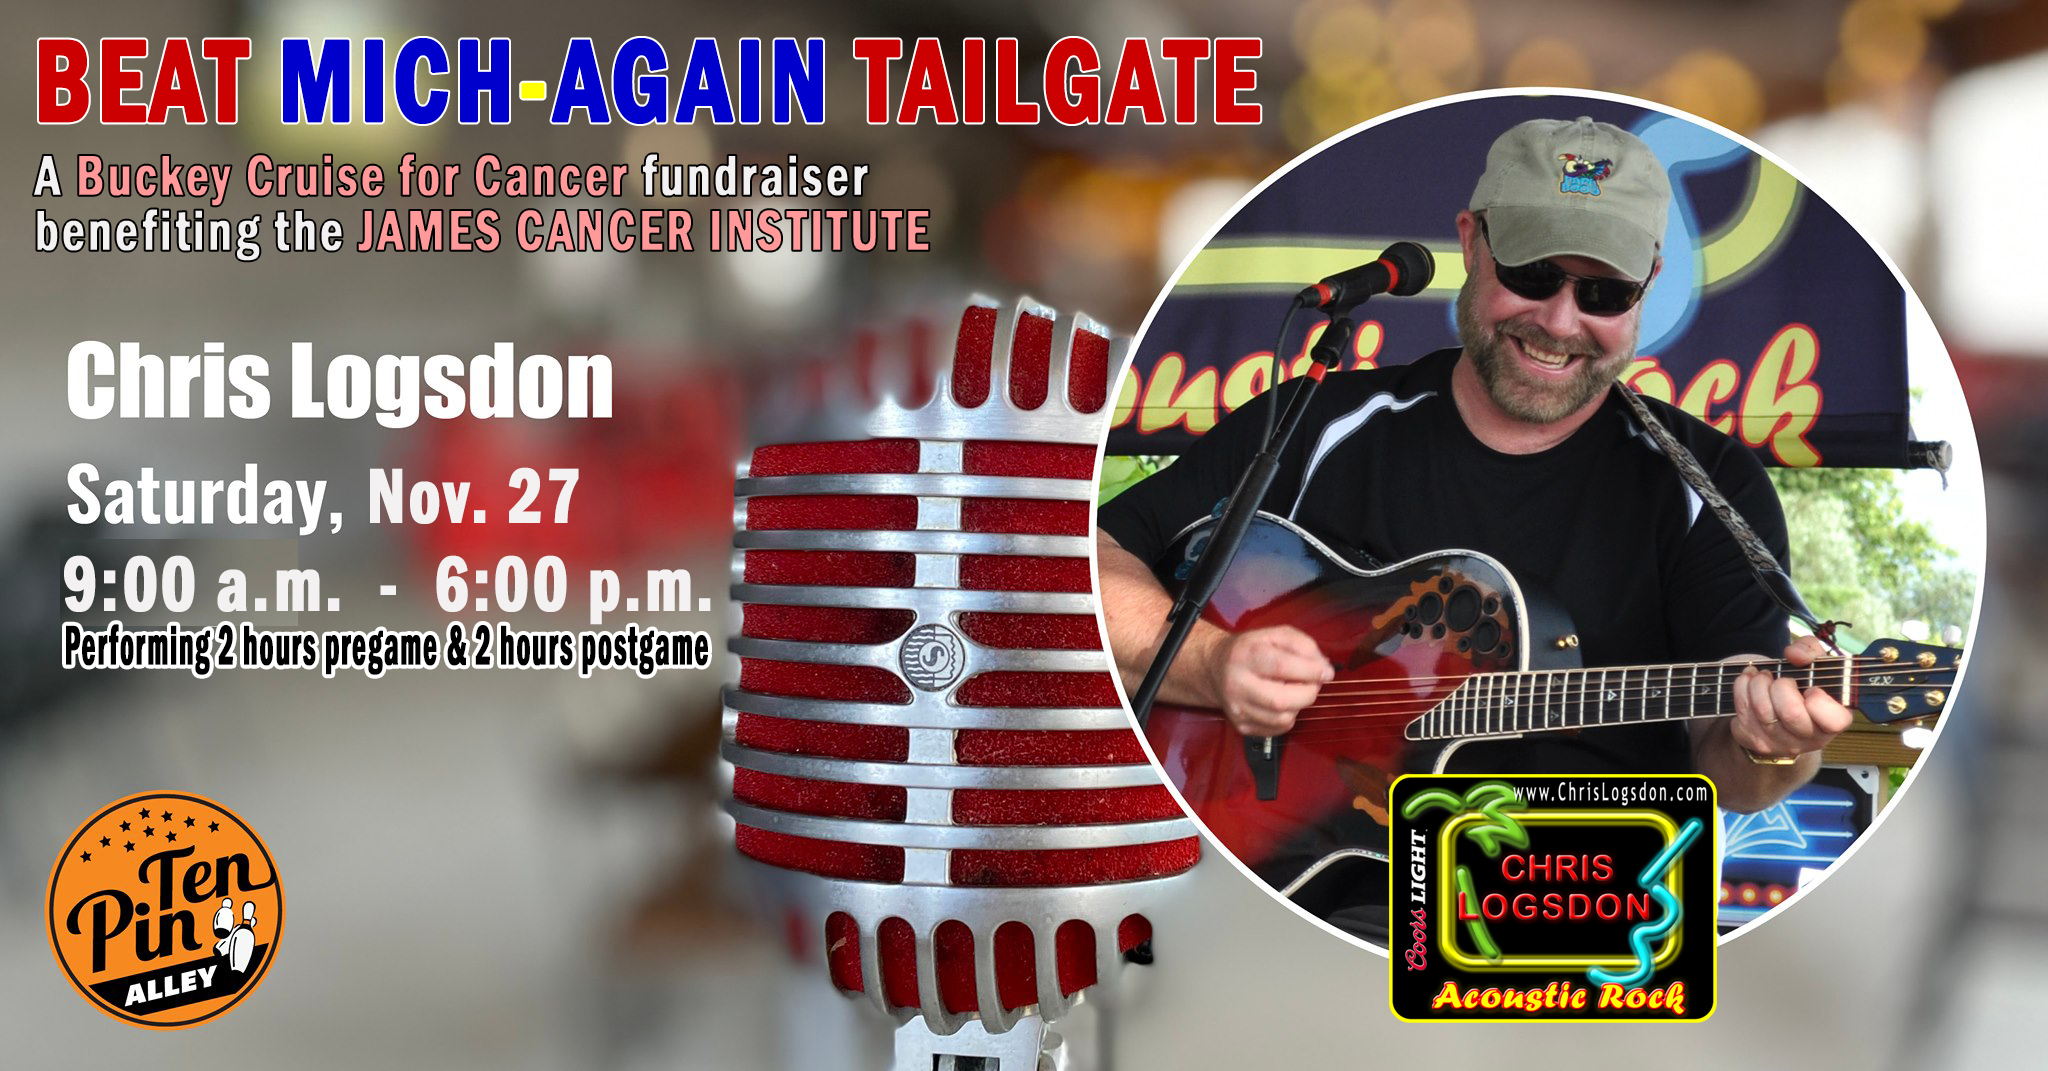 BEAT MICH-AGAIN TAILGATE
A Buckey Cruise for Cancer fundraiser
benefiting the JAMES CANCER INSTITUTE
Chris Logsdon
Saturday, Nov. 27
9:00 a.m. - 6:00 p.m.
Performing 2 hours pregame & 2 hours postgame
Ten
Pin
ALLEY
S
www.ChrisLogsdon.com
Coors LIGHT
CHRIS
LOGSDON
Acoustic Rock